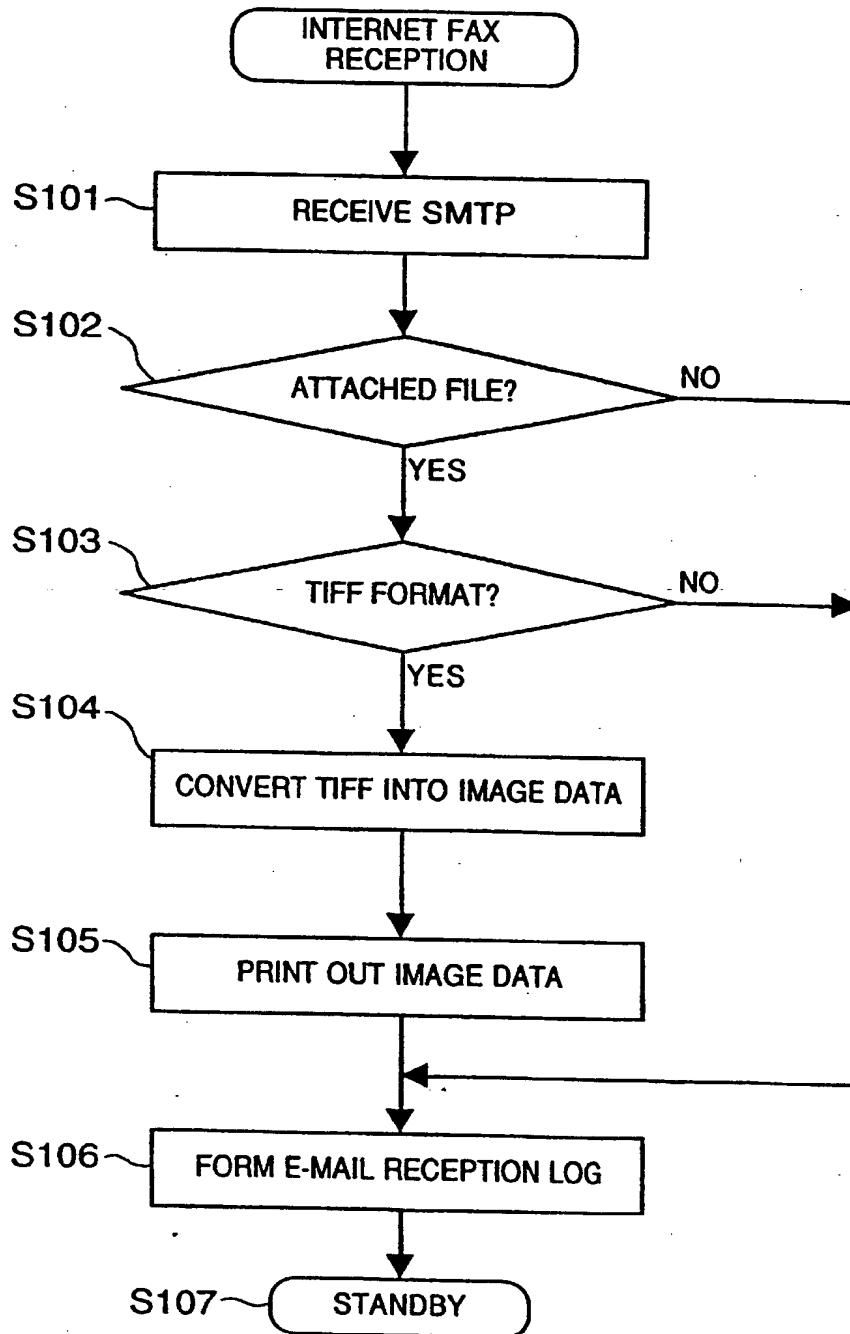 INTERNET FAX
RECEPTION
S101
RECEIVE SMTP
S102
ATTACHED FILE?
NO
YES
S103
TIFF FORMAT?
NO
YES
S104
CONVERT TIFF INTO IMAGE DATA
S105
PRINT OUT IMAGE DATA
S106
FORM E-MAIL RECEPTION LOG
S107
STANDBY